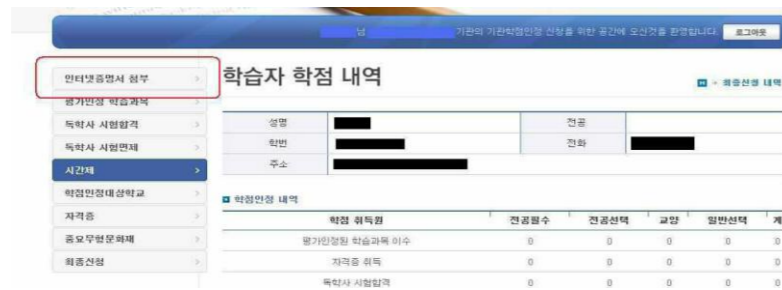 님 기관의 기관학점인정 신청을 위한 공간에 오신것을 환영합니다. 로그아웃
인터넷증명서 첨부
평가인정 학습과목
독학사 시험합격
독학사 시험면제
시간제
학점인정대상학교
자격증
중요무형문화재
최종신청
학습자 학점 내역
최종신청 내역
성명 전공
학번 전화
주소
학점인정 내역
학점 취득원 전공필수 전공선택 교양 일반선택 계
평가인정된 학습과목 이수 0 0 0 0 0
자격증 취득 0 0 0 0 0
독학사 시험합격 0 0 0 0 0